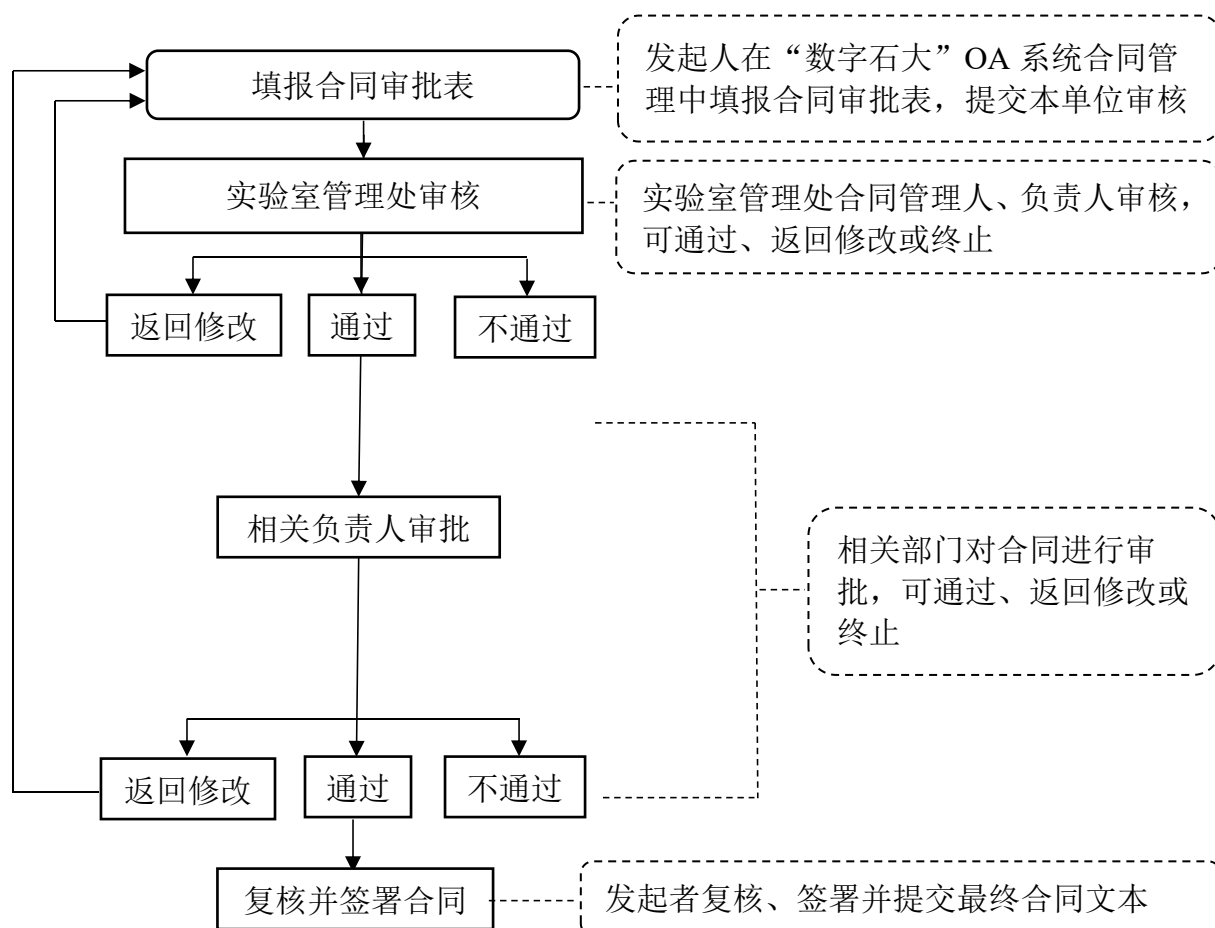 填报合同审批表
发起人在“数字石大”OA 系统合同管
理中填报合同审批表，提交本单位审核
实验室管理处审核
实验室管理处合同管理人、负责人审核，
可通过、返回修改或终止
返回修改
通过
不通过
相关负责人审批
相关部门对合同进行审
批，可通过、返回修改或
终止
返回修改
通过
不通过
复核并签署合同
发起者复核、签署并提交最终合同文本